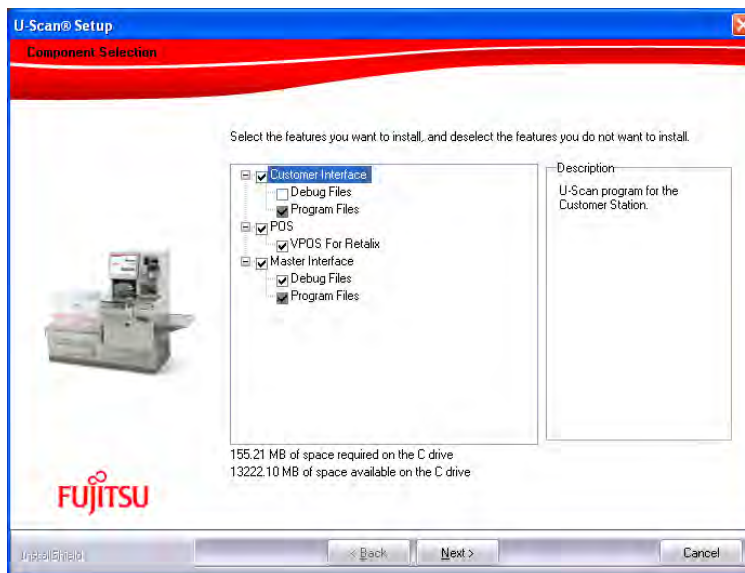 U-Scan® Setup
Component Selection
Select the features you want to install, and deselect the features you do not want to install.
Customer Interface
Debug Files
Program Files
POS
VPOS For Retalix
Master Interface
Debug Files
Program Files
Description
U-Scan program for the
Customer Station.
155.21 MB of space required on the C drive
13222.10 MB of space available on the C drive
FUJITSU
InstallShield
< Back
Next >
Cancel